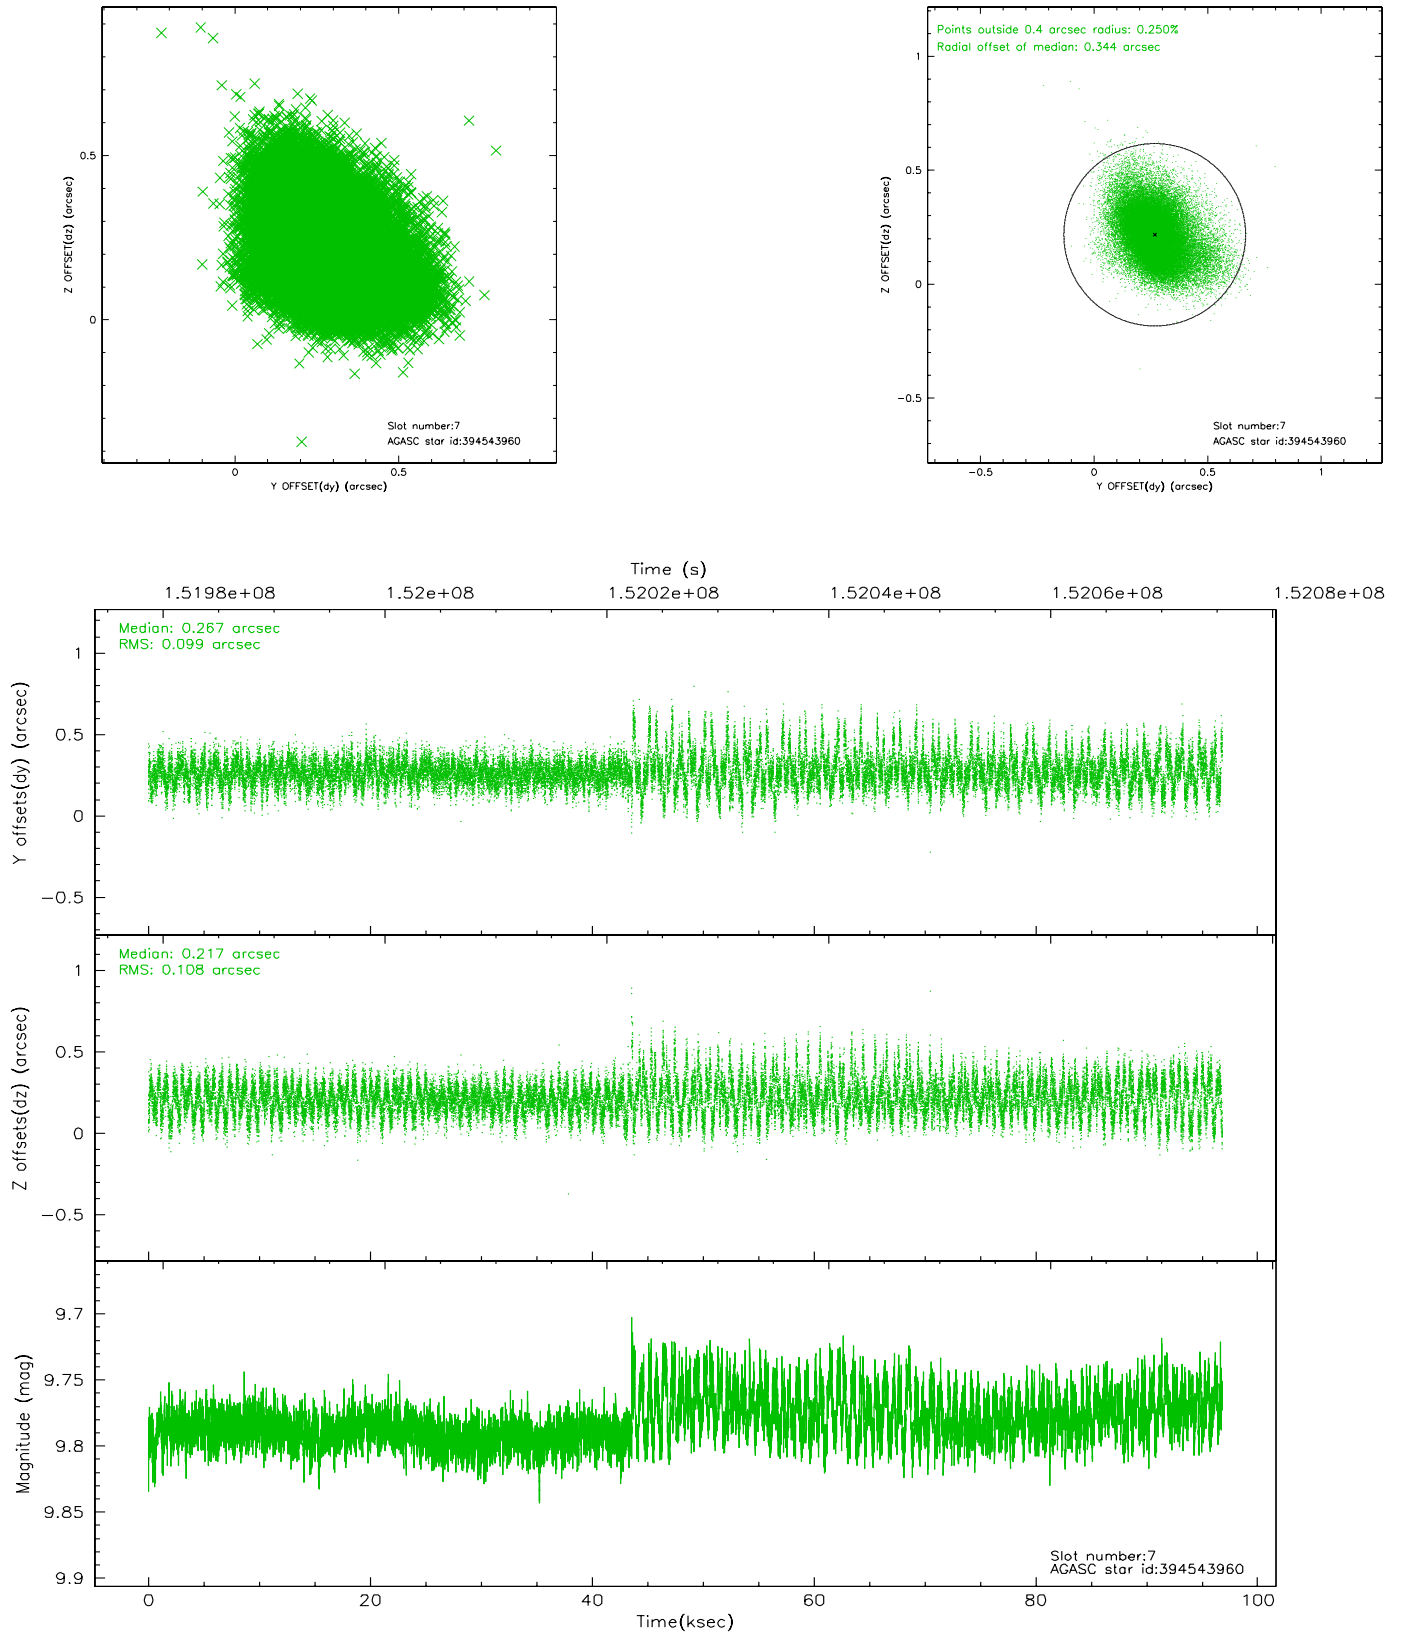 0.5
0
Z OFFSET(dz) (arcsec)
Slot number:7
AGASC star id:394543960
0
0.5
Y OFFSET(dy) (arcsec)
Points outside 0.4 arcsec radius: 0.250%
Radial offset of median: 0.344 arcsec
1
0.5
0
−0.5
Z OFFSET(dz) (arcsec)
Slot number:7
AGASC star id:394543960
−0.5
0
0.5
1
Y OFFSET(dy) (arcsec)
Time (s)
1.5198e+08
1.52e+08
1.5202e+08
1.5204e+08
1.5206e+08
1.5208e+08
Median: 0.267 arcsec
RMS: 0.099 arcsec
1
0.5
0
−0.5
Y offsets(dy) (arcsec)
Median: 0.217 arcsec
RMS: 0.108 arcsec
1
0.5
0
−0.5
Z offsets(dz) (arcsec)
9.7
9.75
9.8
9.85
9.9
Magnitude (mag)
Slot number:7
AGASC star id:394543960
0
20
40
60
80
100
Time(ksec)